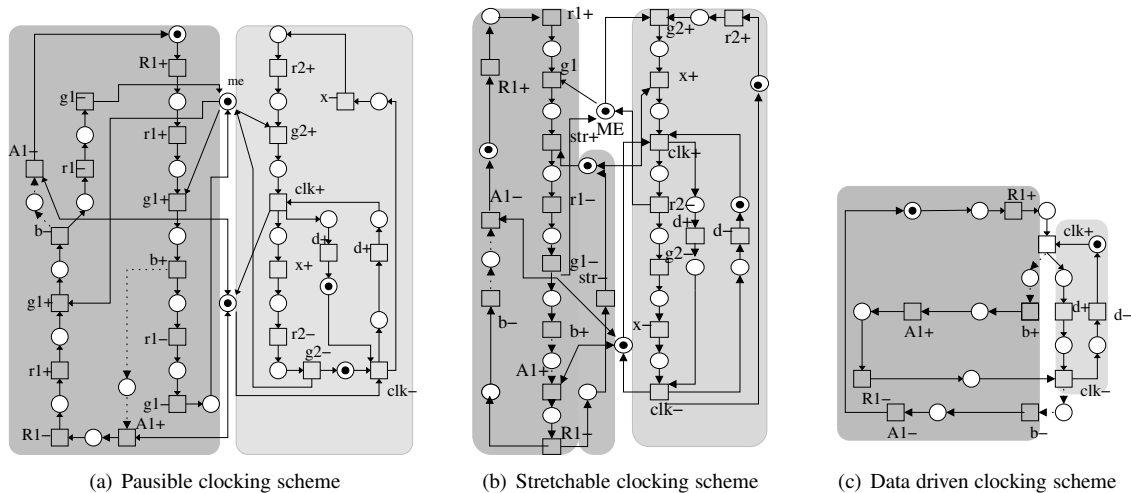 R1+
me
g1−
r2+
x−
r1+
g2+
A1−
r1−
clk+
g1+
b−
d+
d+
b+
x+
g1+
r1−
r2−
r1+
g2−
g1−
clk−
R1−
A1+
(a) Pausible clocking scheme
r1+
g2+
r2+
g1
x+
R1+
ME
str+
clk+
A1−
r1−
r2−
d+
d−
g1−
g2−
str−
b−
b+
x−
A1+
clk−
R1−
(b) Stretchable clocking scheme
R1+
clk+
A1+
b+
d+
d−
R1−
clk−
A1−
b−
(c) Data driven clocking scheme